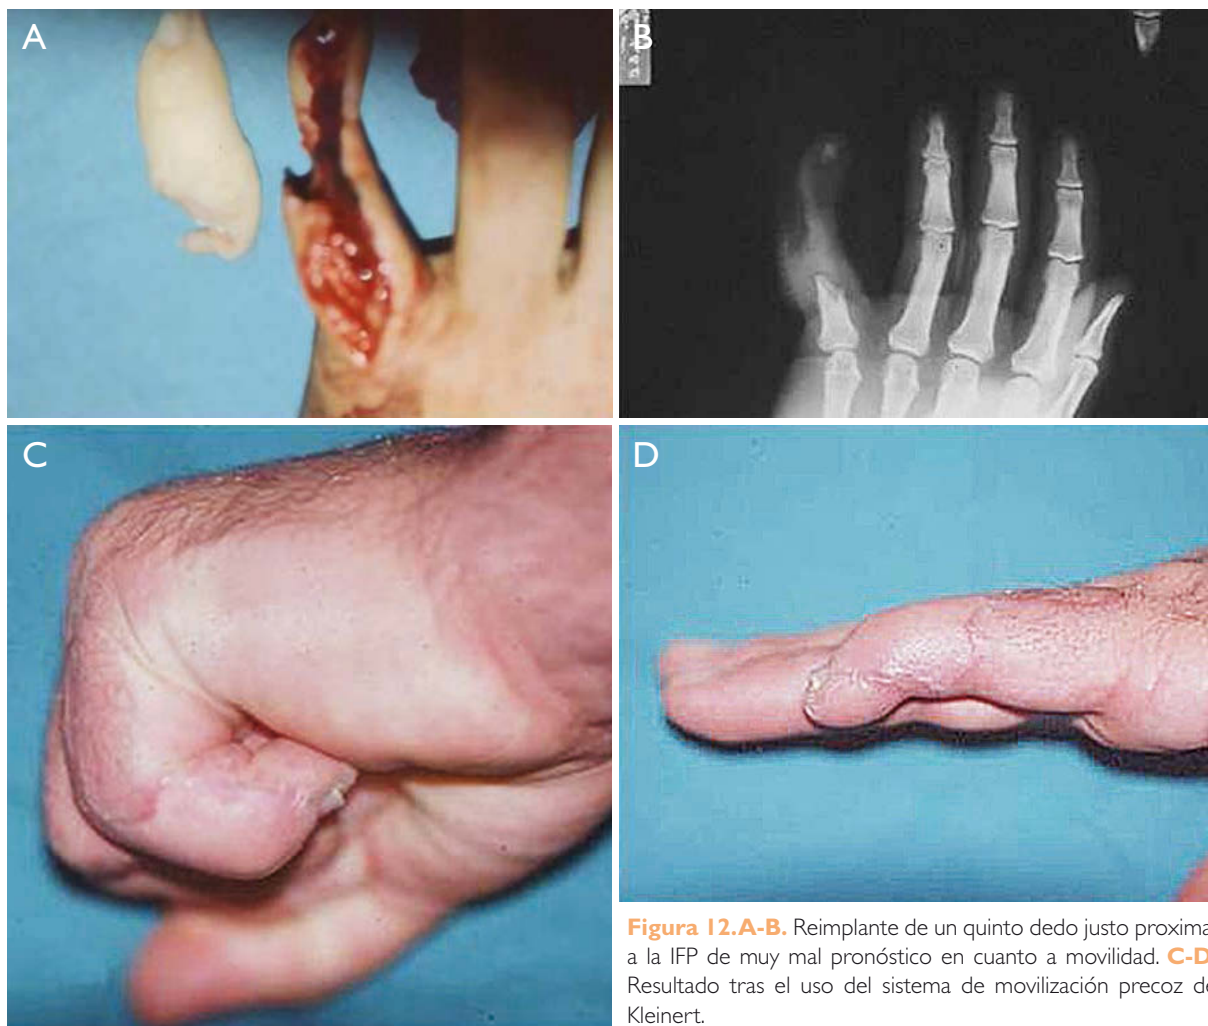 A
B
C
D
Figura 12.A-B. Reimplante de un quinto dedo justo proxima
a la IFP de muy mal pronóstico en cuanto a movilidad. C-D
Resultado tras el uso del sistema de movilización precoz de
Kleinert.